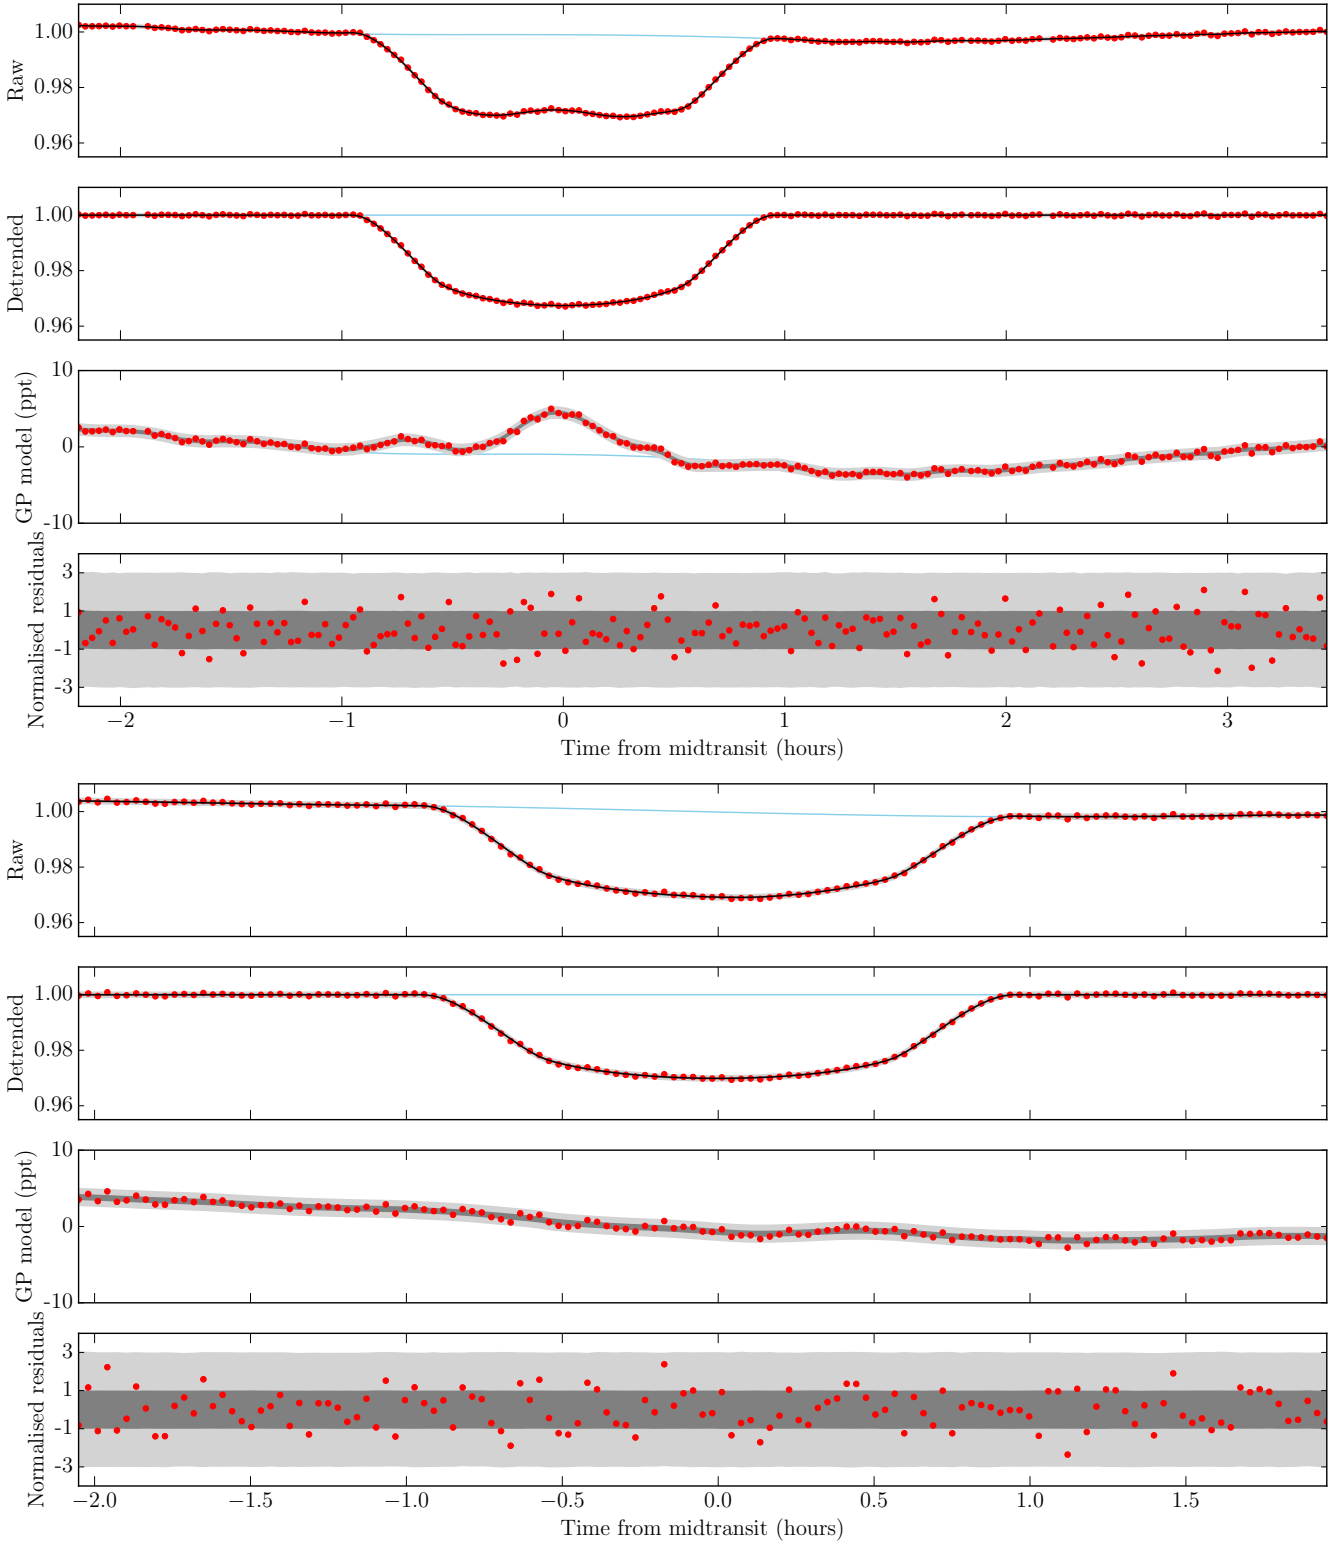 1.00
0.98
0.96
Raw
1.00
0.98
0.96
Detrended
10
0
-10
GP model (ppt)
3
1
-1
-3
Normalised residuals
−2 −1 0 1 2 3
Time from midtransit (hours)
1.00
0.98
0.96
Raw
1.00
0.98
0.96
Detrended
10
0
-10
GP model (ppt)
3
1
-1
-3
Normalised residuals
−2.0 −1.5 −1.0 −0.5 0.0 0.5 1.0 1.5
Time from midtransit (hours)